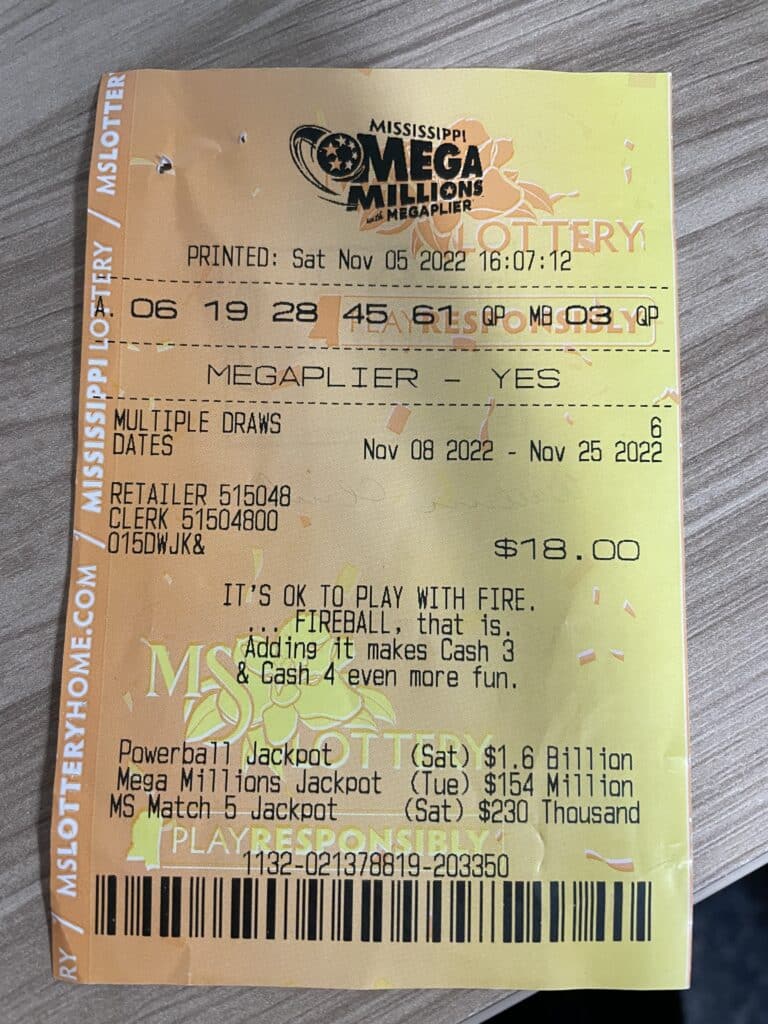 MISSISSIPPI
MEGA
MILLIONS
with MEGAPLIER
LOTTERY
PRINTED: Sat Nov 05 2022 16:07:12
A. 06 19 28 45 61 QP MB 03 QP
PLAY RESPONSIBLY
MEGAPLIER - YES
MULTIPLE DRAWS 6
DATES Nov 08 2022 - Nov 25 2022
RETAILER 515048
CLERK 51504800
015DWJK& $18.00
IT'S OK TO PLAY WITH FIRE.
... FIREBALL, that is.
Adding it makes Cash 3
& Cash 4 even more fun.
MS
LOTTERY
Powerball Jackpot (Sat) $1.6 Billion
Mega Millions Jackpot (Tue) $154 Million
MS Match 5 Jackpot (Sat) $230 Thousand
PLAY RESPONSIBLY
1132-021378819-203350
RY / MSLOTTERYHOME.COM / MISSISSIPPI LOTTERY / MSLOTTER